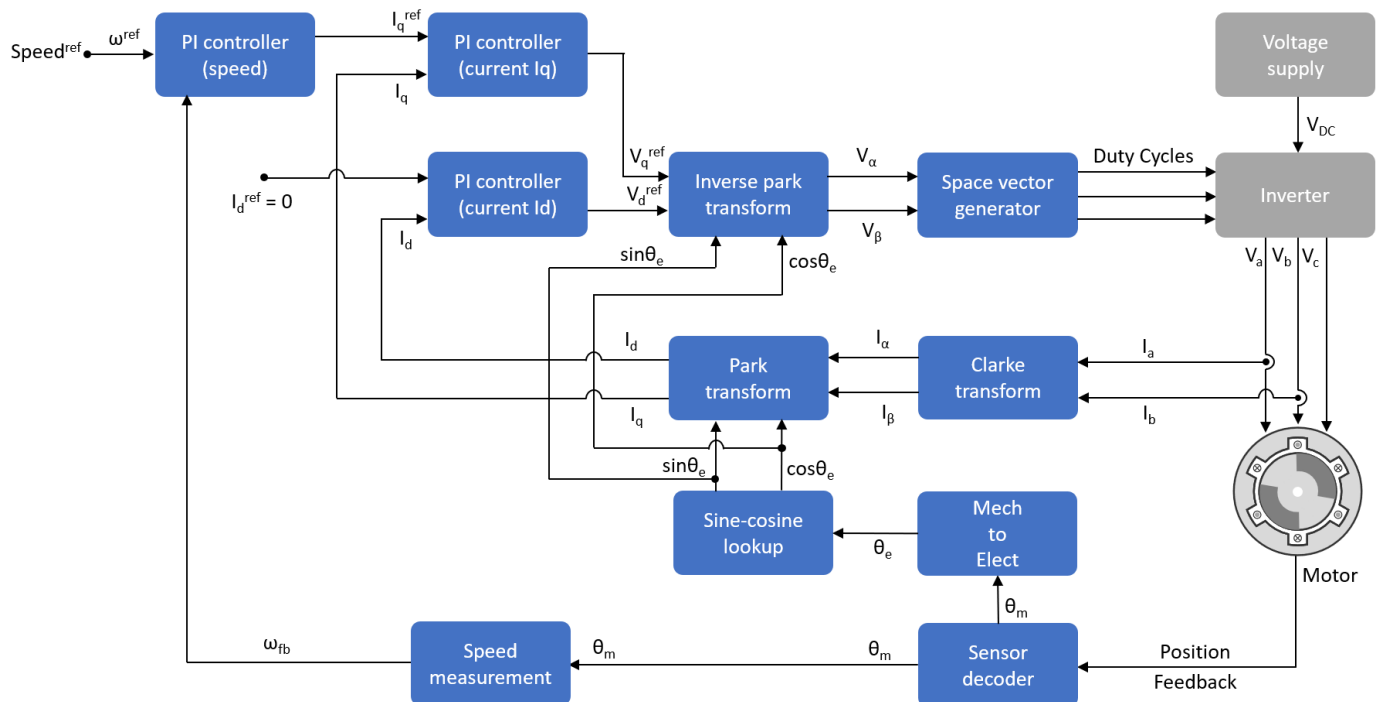 Speed^ref
ω^ref
PI controller
(speed)
I_q^ref
I_q
PI controller
(current Iq)
Voltage
supply
V_DC
I_d^ref = 0
I_d
PI controller
(current Id)
V_q^ref
V_d^ref
Inverse park
transform
V_α
V_β
Space vector
generator
Duty Cycles
Inverter
sinθ_e
cosθ_e
V_a
V_b
V_c
I_d
I_q
Park
transform
I_α
I_β
Clarke
transform
I_a
I_b
sinθ_e
cosθ_e
Sine-cosine
lookup
θ_e
Mech
to
Elect
Motor
θ_m
ω_fb
Speed
measurement
θ_m
θ_m
Sensor
decoder
Position
Feedback